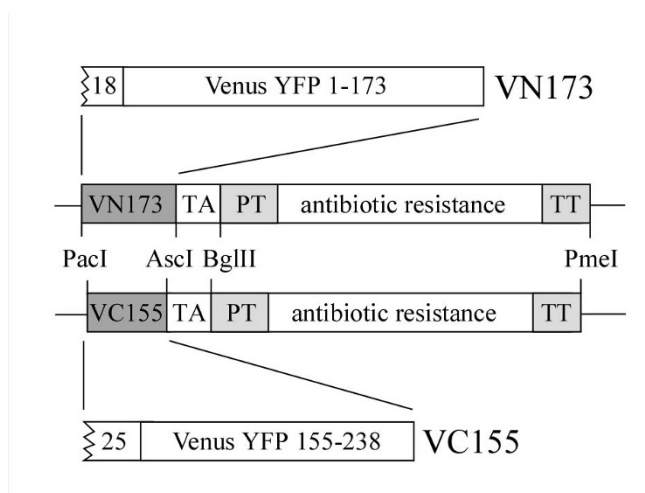 18 Venus YFP 1-173 VN173
VN173 TA PT antibiotic resistance TT
PacI AscI BglII PmeI
VC155 TA PT antibiotic resistance TT
25 Venus YFP 155-238 VC155